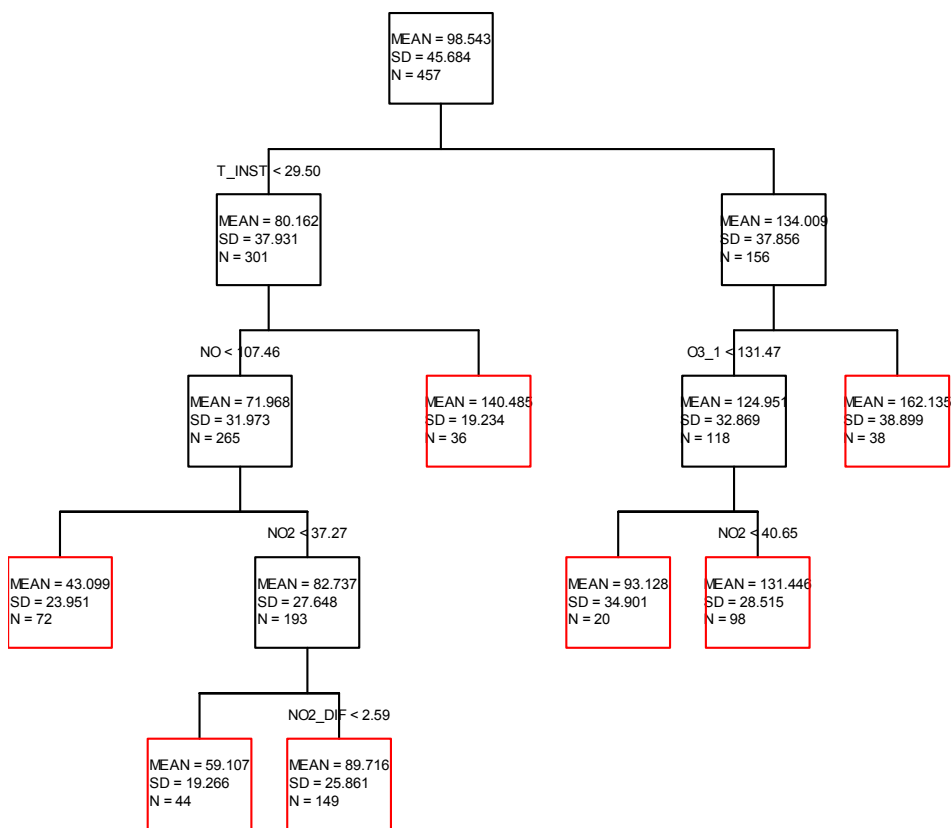 MEAN = 98.543
SD = 45.684
N = 457
T_INST < 29.50
MEAN = 80.162
SD = 37.931
N = 301
MEAN = 134.009
SD = 37.856
N = 156
NO < 107.46
O3_1 < 131.47
MEAN = 71.968
SD = 31.973
N = 265
MEAN = 140.485
SD = 19.234
N = 36
MEAN = 124.951
SD = 32.869
N = 118
MEAN = 162.135
SD = 38.899
N = 38
NO2 < 37.27
NO2 < 40.65
MEAN = 43.099
SD = 23.951
N = 72
MEAN = 82.737
SD = 27.648
N = 193
MEAN = 93.128
SD = 34.901
N = 20
MEAN = 131.446
SD = 28.515
N = 98
NO2_DIF < 2.59
MEAN = 59.107
SD = 19.266
N = 44
MEAN = 89.716
SD = 25.861
N = 149